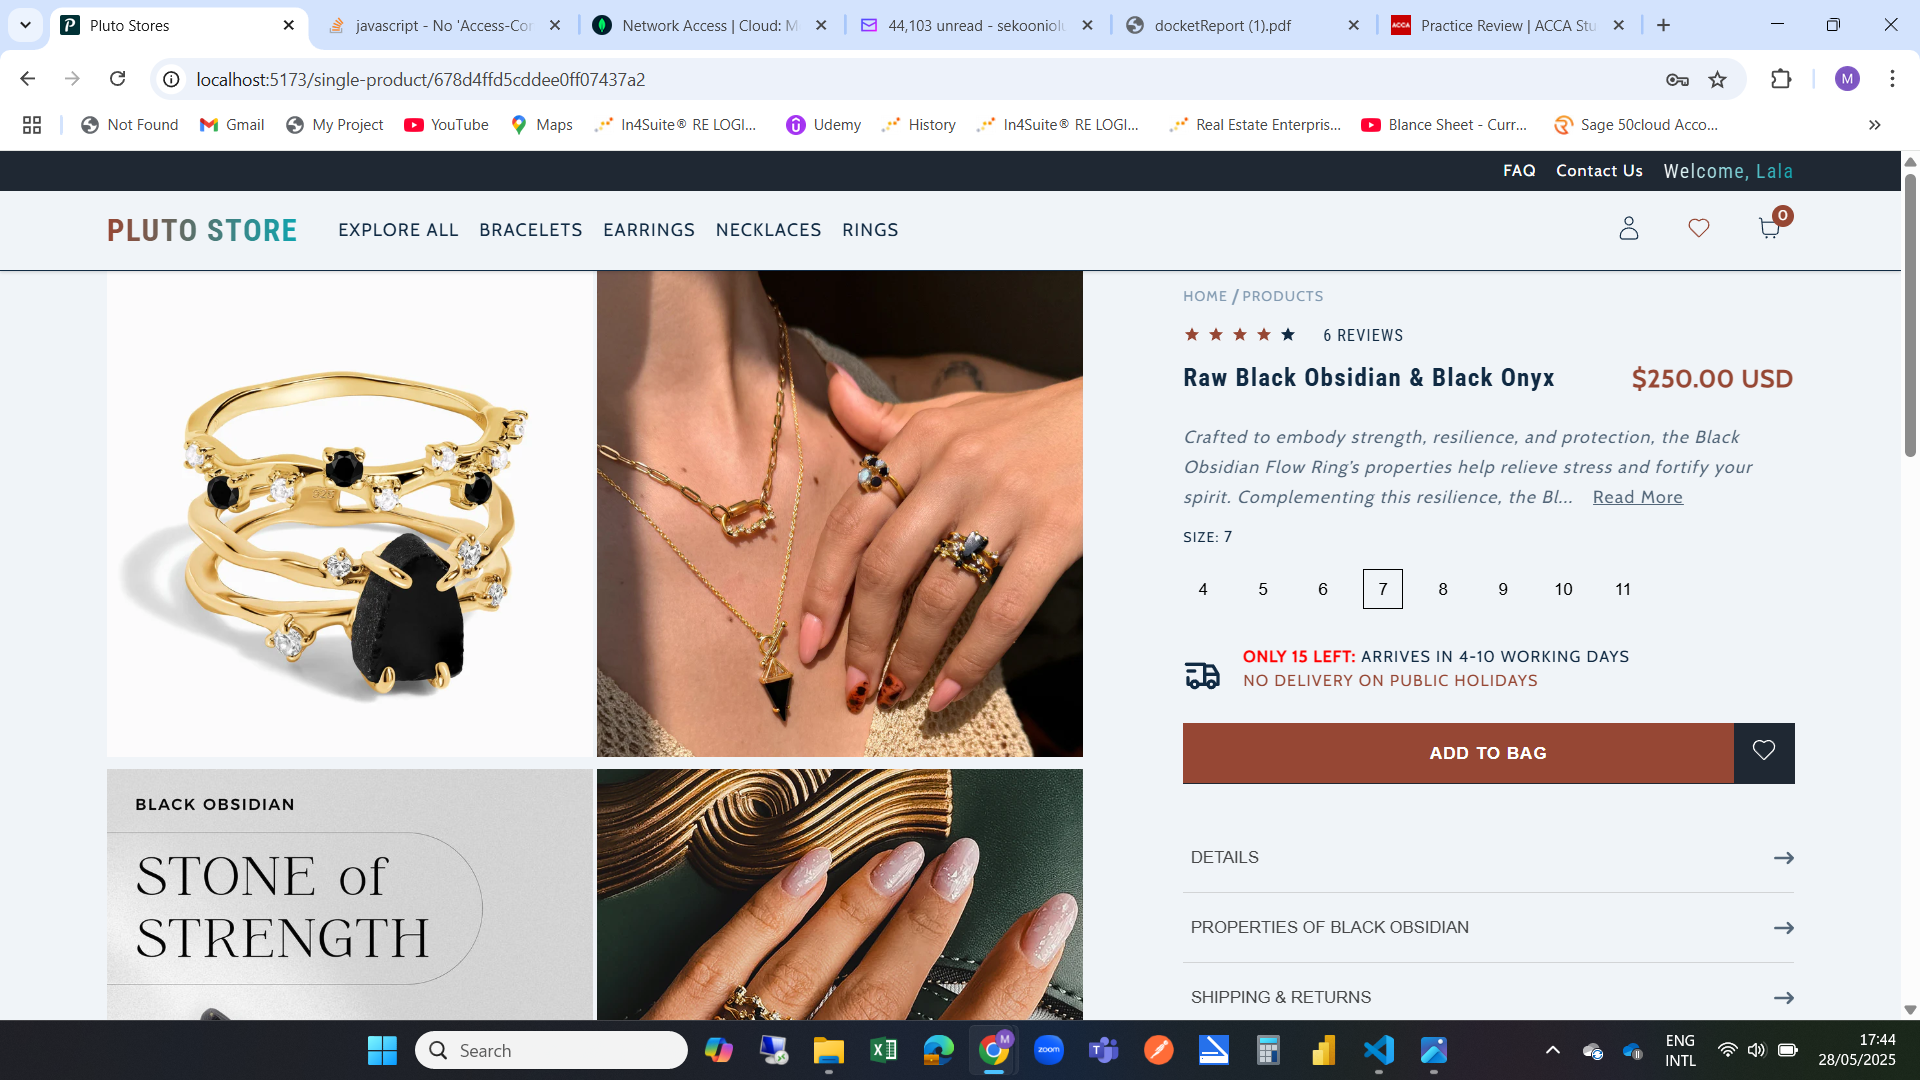 Pluto Stores
javascript - No 'Access-Cor
Network Access | Cloud: M
44,103 unread - sekooniolu
docketReport (1).pdf
Practice Review | ACCA Stu
localhost:5173/single-product/678d4ffd5cddee0ff07437a2
M
Not Found
Gmail
My Project
YouTube
Maps
In4Suite® RE LOGI...
Udemy
History
In4Suite® RE LOGI...
Real Estate Enterpris...
Blance Sheet - Curr...
Sage 50cloud Acco...
FAQ
Contact Us
Welcome, Lala
PLUTO STORE
EXPLORE ALL
BRACELETS
EARRINGS
NECKLACES
RINGS
0
HOME / PRODUCTS
6 REVIEWS
Raw Black Obsidian & Black Onyx
$250.00 USD
Crafted to embody strength, resilience, and protection, the Black
Obsidian Flow Ring's properties help relieve stress and fortify your
spirit. Complementing this resilience, the Bl... Read More
SIZE: 7
4 5 6 7 8 9 10 11
ONLY 15 LEFT: ARRIVES IN 4-10 WORKING DAYS
NO DELIVERY ON PUBLIC HOLIDAYS
ADD TO BAG
DETAILS
PROPERTIES OF BLACK OBSIDIAN
SHIPPING & RETURNS
925
BLACK OBSIDIAN
STONE of
STRENGTH
Search
M
zoom
ENG
INTL
17:44
28/05/2025